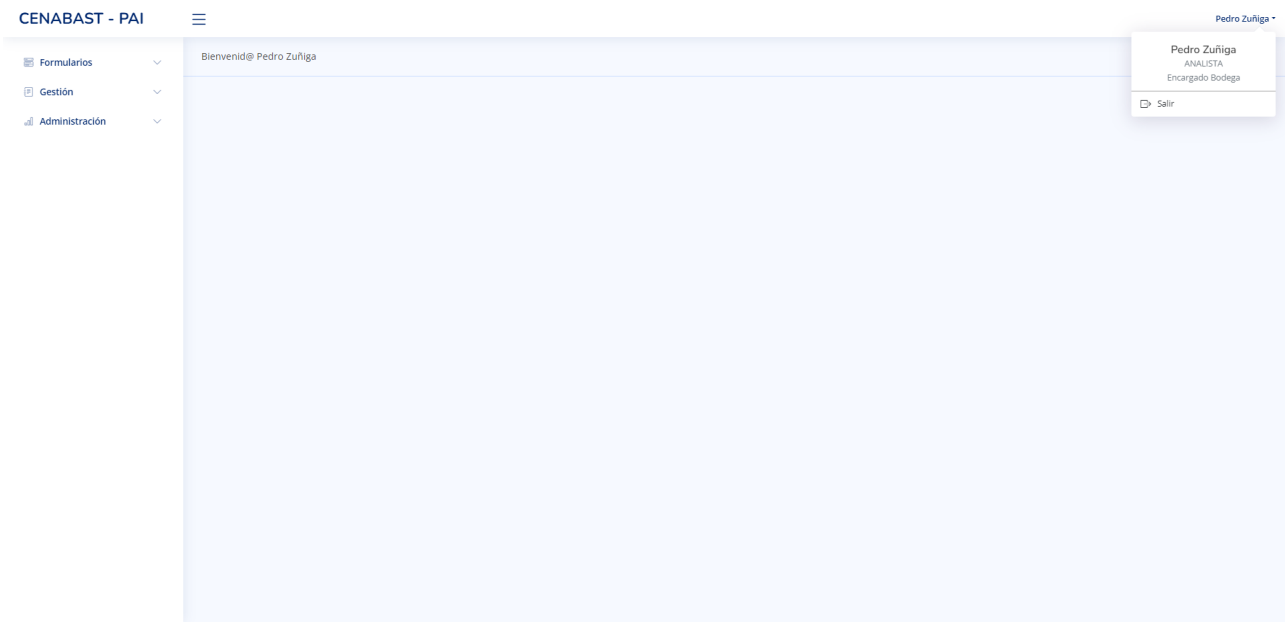 CENABAST - PAI
Pedro Zuñiga
Formularios
Gestión
Administración
Bienvenid@ Pedro Zuñiga
Pedro Zuñiga
ANALISTA
Encargado Bodega
Salir